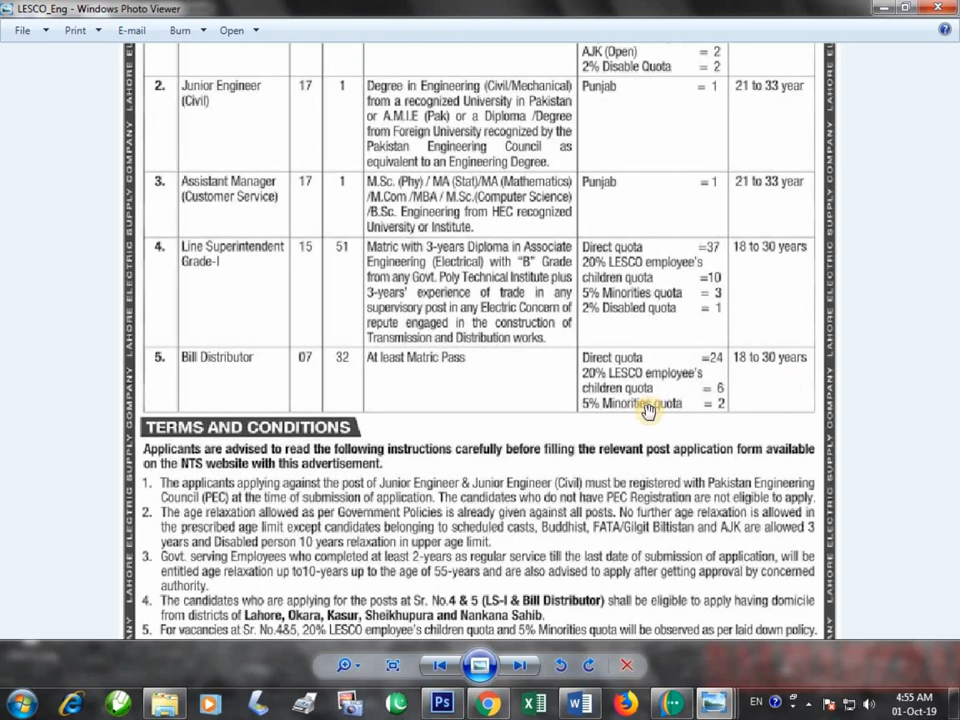 LESCO_Eng - Windows Photo Viewer
File Print E-mail Burn Open
AJK (Open) = 2
2% Disable Quota = 2
2. Junior Engineer (Civil) 17 1 Degree in Engineering (Civil/Mechanical) Punjab = 1 21 to 33 year
from a recognized University in Pakistan
or A.M.I.E (Pak) or a Diploma /Degree
from Foreign University recognized by the
Pakistan Engineering Council as
equivalent to an Engineering Degree.
3. Assistant Manager 17 1 M.Sc. (Phy) / MA (Stat)/MA (Mathematics) Punjab = 1 21 to 33 year
(Customer Service) /M.Com /MBA / M.Sc.(Computer Science)
/B.Sc. Engineering from HEC recognized
University or Institute.
4. Line Superintendent 15 51 Matric with 3-years Diploma in Associate Direct quota =37 18 to 30 years
Grade-I Engineering (Electrical) with "B" Grade 20% LESCO employee's
from any Govt. Poly Technical Institute plus children quota =10
3-years' experience of trade in any 5% Minorities quota = 3
supervisory post in any Electric Concern of 2% Disabled quota = 1
repute engaged in the construction of
Transmission and Distribution works.
5. Bill Distributor 07 32 At least Matric Pass Direct quota =24 18 to 30 years
20% LESCO employee's
children quota = 6
5% Minorities quota = 2
TERMS AND CONDITIONS
Applicants are advised to read the following instructions carefully before filling the relevant post application form available
on the NTS website with this advertisement.
1. The applicants applying against the post of Junior Engineer & Junior Engineer (Civil) must be registered with Pakistan Engineering
Council (PEC) at the time of submission of application. The candidates who do not have PEC Registration are not eligible to apply.
2. The age relaxation allowed as per Government Policies is already given against all posts. No further age relaxation is allowed in
the prescribed age limit except candidates belonging to scheduled casts, Buddhist, FATA/Gilgit Biltistan and AJK are allowed 3
years and Disabled person 10 years relaxation in upper age limit.
3. Govt. serving Employees who completed at least 2-years as regular service till the last date of submission of application, will be
entitled age relaxation up to10-years up to the age of 55-years and are also advised to apply after getting approval by concerned
authority.
4. The candidates who are applying for the posts at Sr. No.4 & 5 (LS-I & Bill Distributor) shall be eligible to apply having domicile
from districts of Lahore, Okara, Kasur, Sheikhupura and Nankana Sahib.
5. For vacancies at Sr. No.4&5, 20% LESCO employee's children quota and 5% Minorities quota will be observed as per laid down policy.
LAHORE ELECTRIC SUPPLY COMPANY
LAHORE ELECTRIC SUPPLY COMPANY
EN
4:55 AM
01-Oct-19